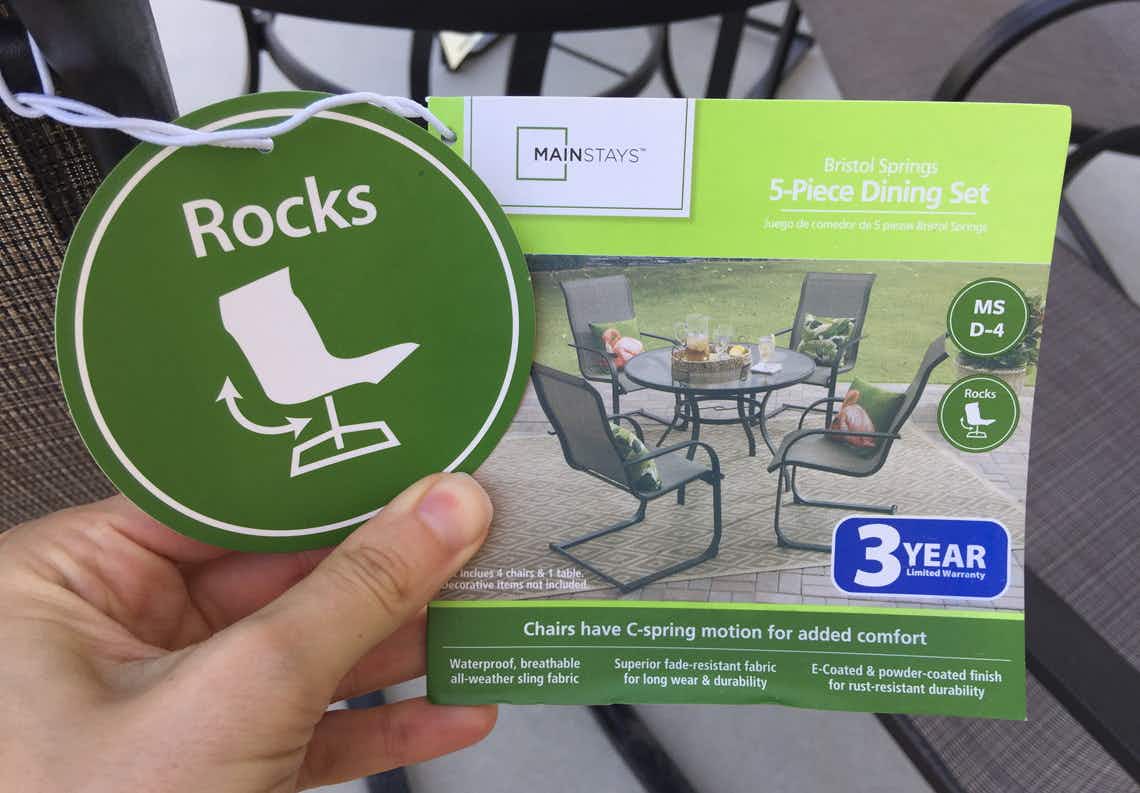 Rocks
MAINSTAYS™
Bristol Springs
5-Piece Dining Set
Juego de comedor de 5 piezas Bristol Springs
MS
D-4
Rocks
3 YEAR
Limited Warranty
inclues 4 chairs & 1 table.
Decorative items not included.
Chairs have C-spring motion for added comfort
Waterproof, breathable
all-weather sling fabric
Superior fade-resistant fabric
for long wear & durability
E-Coated & powder-coated finish
for rust-resistant durability